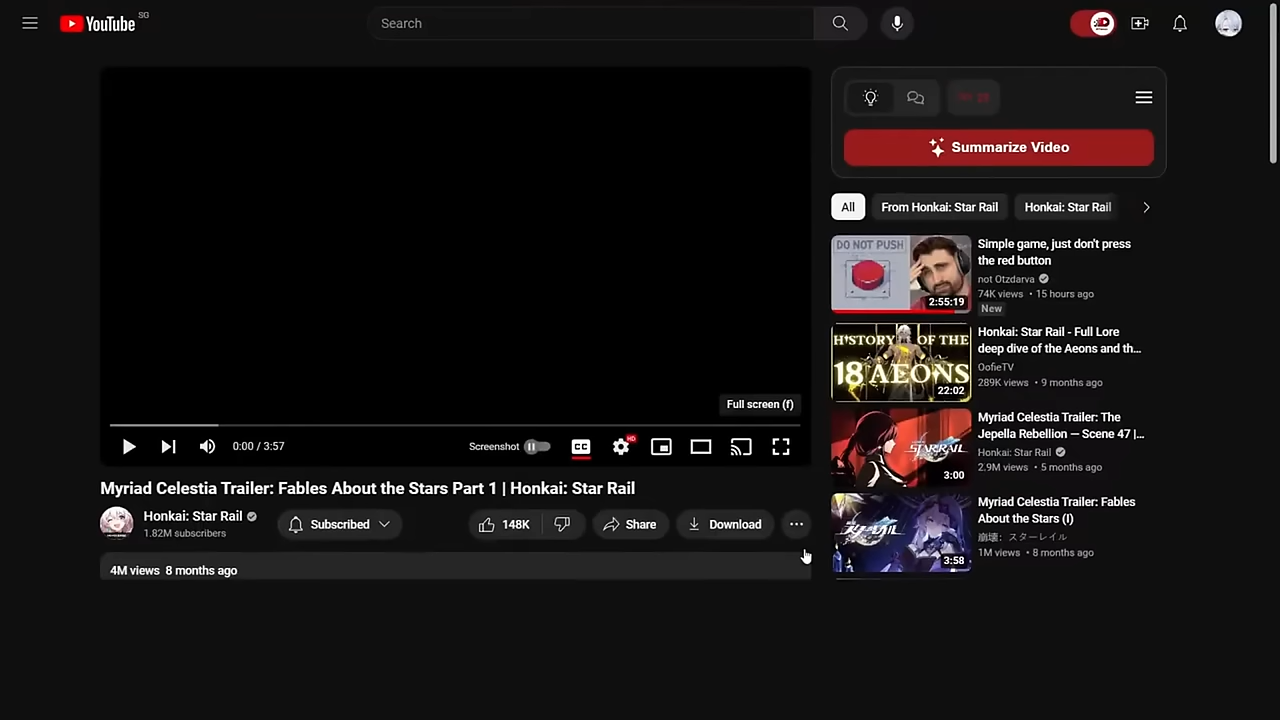 YouTube SG
Search
Summarize Video
All
From Honkai: Star Rail
Honkai: Star Rail
DO NOT PUSH
2:55:19
Simple game, just don't press
the red button
not Otzdarva
74K views • 15 hours ago
New
HISTORY OF THE
18 AEONS
22:02
Honkai: Star Rail - Full Lore
deep dive of the Aeons and th...
OofieTV
289K views • 9 months ago
STAR RAIL
3:00
Myriad Celestia Trailer: The
Jepella Rebellion — Scene 47 |...
Honkai: Star Rail
2.9M views • 5 months ago
3:58
Myriad Celestia Trailer: Fables
About the Stars (I)
崩壊：スターレイル
1M views • 8 months ago
Full screen (f)
0:00 / 3:57
Screenshot
CC
HD
Myriad Celestia Trailer: Fables About the Stars Part 1 | Honkai: Star Rail
Honkai: Star Rail
1.82M subscribers
Subscribed
148K
Share
Download
4M views 8 months ago